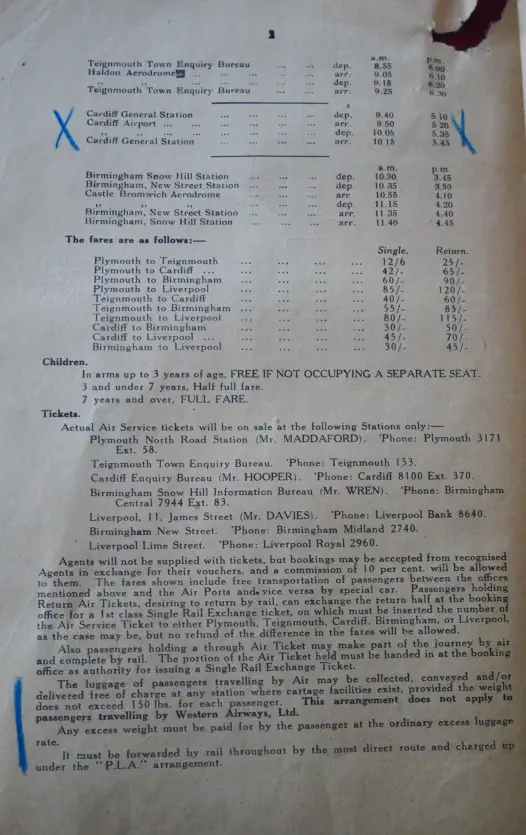 3
a.m. p.m.
Teignmouth Town Enquiry Bureau ... ... dep. 8.55 6.00
Haldon Aerodrome ... ... ... ... ... arr. 9.05 6.10
,, ,, ... ... ... ... dep. 9.15 6.20
Teignmouth Town Enquiry Bureau ... ... arr. 9.25 6.30
Cardiff General Station ... ... ... ... dep. 9.40 5.10
Cardiff Airport ... ... ... ... ... arr. 9.50 5.20
,, ,, ... ... ... ... dep. 10.05 5.35
Cardiff General Station ... ... ... ... arr. 10.15 5.45
a.m. p.m.
Birmingham Snow Hill Station ... ... ... dep. 10.30 3.45
Birmingham, New Street Station ... ... ... dep. 10.35 3.50
Castle Bromwich Aerodrome ... ... ... arr. 10.55 4.10
,, ,, ,, ... ... ... dep. 11.15 4.20
Birmingham, New Street Station ... ... ... arr. 11.35 4.40
Birmingham, Snow Hill Station ... ... ... arr. 11.40 4.45
The fares are as follows:—
Single. Return.
Plymouth to Teignmouth ... ... ... ... 12/6 25/-
Plymouth to Cardiff ... ... ... ... ... 42/- 65/-
Plymouth to Birmingham ... ... ... ... 60/- 90/-
Plymouth to Liverpool ... ... ... ... 85/- 120/-
Teignmouth to Cardiff ... ... ... ... 40/- 60/-
Teignmouth to Birmingham ... ... ... ... 55/- 85/-
Teignmouth to Liverpool ... ... ... ... 80/- 115/-
Cardiff to Birmingham ... ... ... ... 30/- 50/-
Cardiff to Liverpool ... ... ... ... ... 45/- 70/-
Birmingham to Liverpool ... ... ... ... 30/- 45/-
Children.
In arms up to 3 years of age, FREE IF NOT OCCUPYING A SEPARATE SEAT.
3 and under 7 years, Half full fare.
7 years and over, FULL FARE.
Tickets.
Actual Air Service tickets will be on sale at the following Stations only:—
Plymouth North Road Station (Mr. MADDAFORD). 'Phone: Plymouth 3171
Ext. 58.
Teignmouth Town Enquiry Bureau. 'Phone: Teignmouth 153.
Cardiff Enquiry Bureau (Mr. HOOPER). 'Phone: Cardiff 8100 Ext. 370.
Birmingham Snow Hill Information Bureau (Mr. WREN). 'Phone: Birmingham
Central 7944 Ext. 83.
Liverpool, 11, James Street (Mr. DAVIES). 'Phone: Liverpool Bank 8640.
Birmingham New Street. 'Phone: Birmingham Midland 2740.
Liverpool Lime Street. 'Phone: Liverpool Royal 2960.
Agents will not be supplied with tickets, but bookings may be accepted from recognised
Agents in exchange for their vouchers, and a commission of 10 per cent. will be allowed
to them. The fares shown include free transportation of passengers between the offices
mentioned above and the Air Ports and vice versa by special car. Passengers holding
Return Air Tickets, desiring to return by rail, can exchange the return half at the booking
office for a 1st class Single Rail Exchange ticket, on which must be inserted the number of
the Air Service Ticket to either Plymouth, Teignmouth, Cardiff, Birmingham, or Liverpool,
as the case may be, but no refund of the difference in the fares will be allowed.
Also passengers holding a through Air Ticket may make part of the journey by air
and complete by rail. The portion of the Air Ticket held must be handed in at the booking
office as authority for issuing a Single Rail Exchange Ticket.
The luggage of passengers travelling by Air may be collected, conveyed and/or
delivered free of charge at any station where cartage facilities exist, provided the weight
does not exceed 150 lbs. for each passenger. This arrangement does not apply to
passengers travelling by Western Airways, Ltd.
Any excess weight must be paid for by the passenger at the ordinary excess luggage
rate.
It must be forwarded by rail throughout by the most direct route and charged up
under the "P.L.A." arrangement.